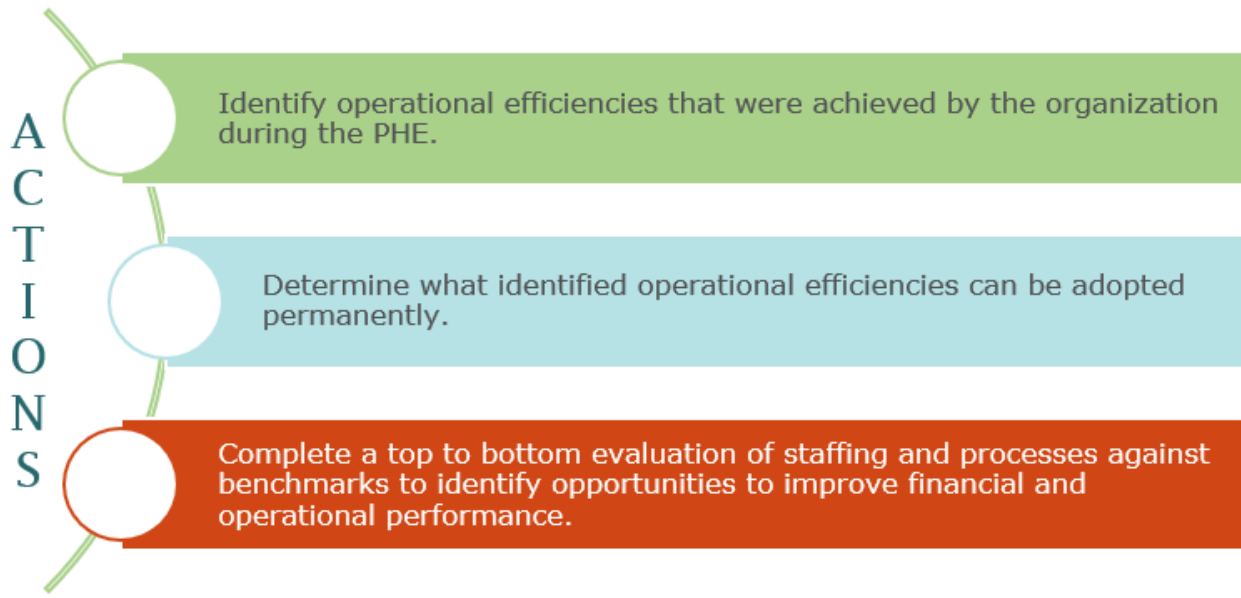 ACTIONS
Identify operational efficiencies that were achieved by the organization
during the PHE.
Determine what identified operational efficiencies can be adopted
permanently.
Complete a top to bottom evaluation of staffing and processes against
benchmarks to identify opportunities to improve financial and
operational performance.